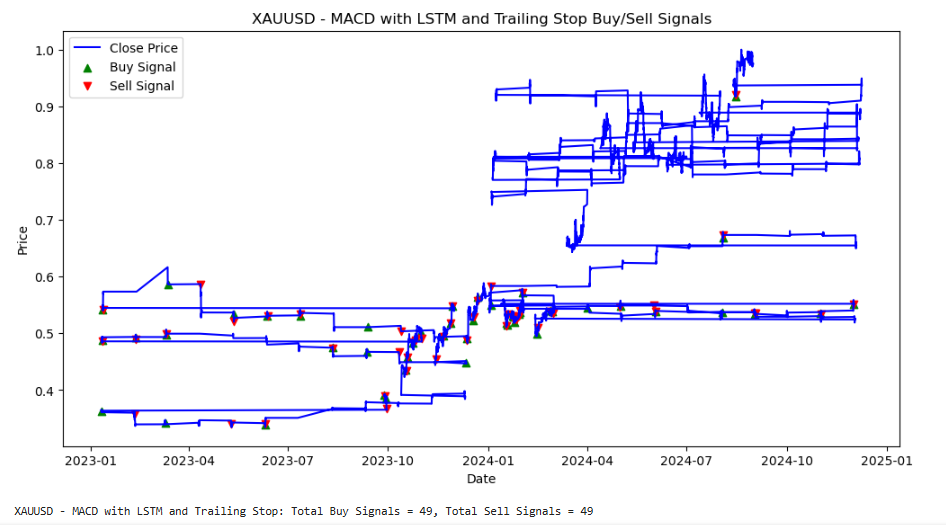 XAUUSD - MACD with LSTM and Trailing Stop Buy/Sell Signals
Close Price
Buy Signal
Sell Signal
Price
1.0
0.9
0.8
0.7
0.6
0.5
0.4
2023-01 2023-04 2023-07 2023-10 2024-01 2024-04 2024-07 2024-10 2025-01
Date
XAUUSD - MACD with LSTM and Trailing Stop: Total Buy Signals = 49, Total Sell Signals = 49